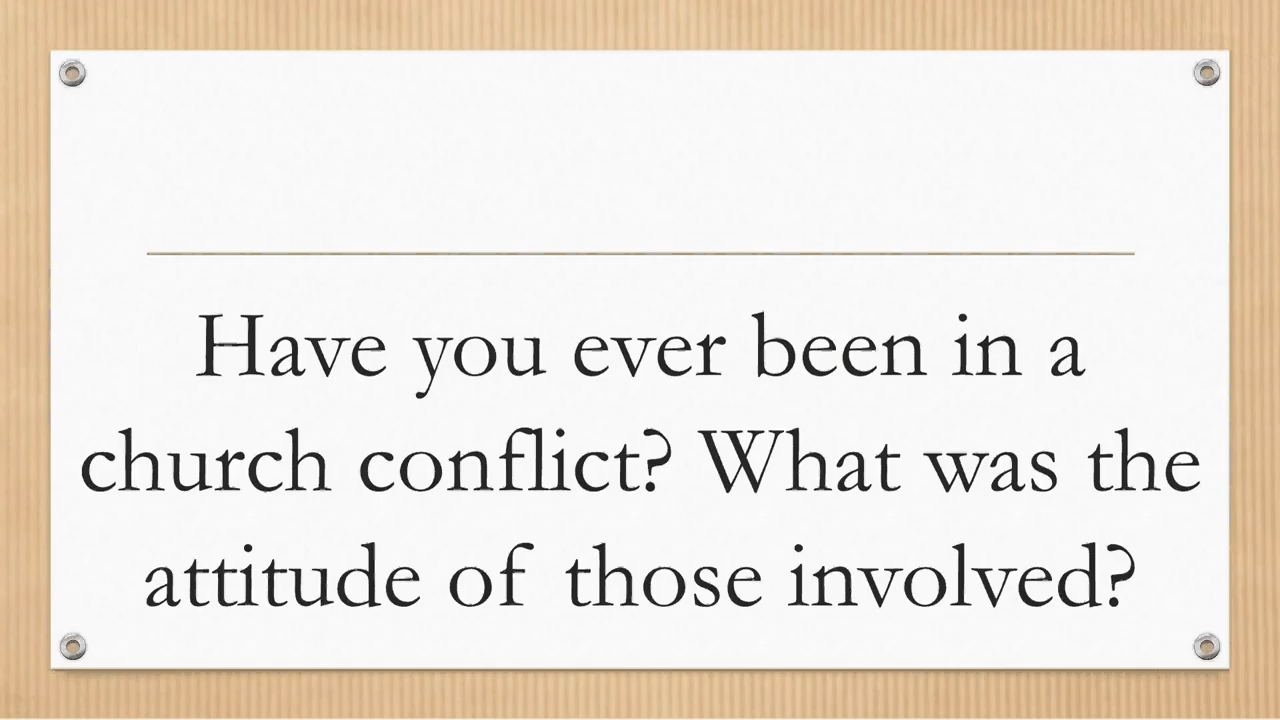 Have you ever been in a
church conflict? What was the
attitude of those involved?